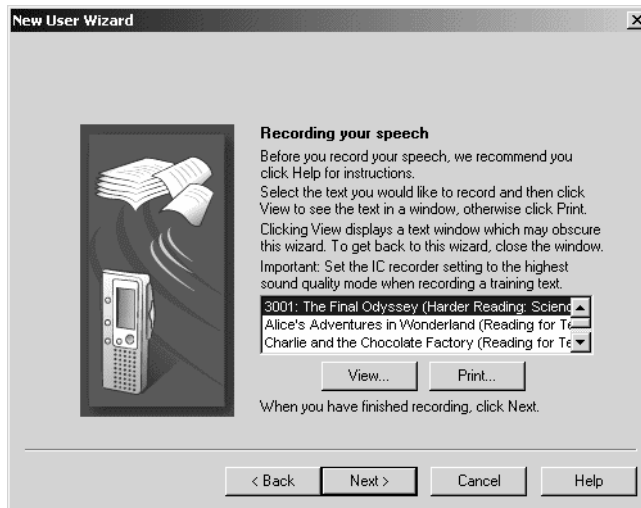 New User Wizard
Recording your speech
Before you record your speech, we recommend you
click Help for instructions.
Select the text you would like to record and then click
View to see the text in a window, otherwise click Print.
Clicking View displays a text window which may obscure
this wizard. To get back to this wizard, close the window.
Important: Set the IC recorder setting to the highest
sound quality mode when recording a training text.
3001: The Final Odyssey (Harder Reading: Scienc
Alice's Adventures in Wonderland (Reading for Te
Charlie and the Chocolate Factory (Reading for Te
View... Print...
When you have finished recording, click Next.
< Back Next > Cancel Help